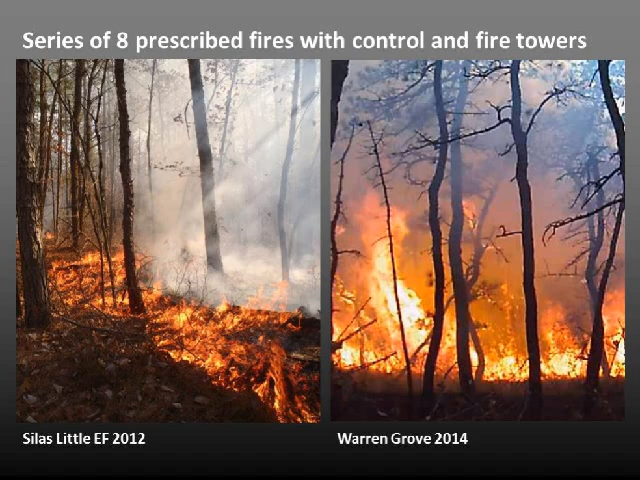 Series of 8 prescribed fires with control and fire towers
Silas Little EF 2012
Warren Grove 2014